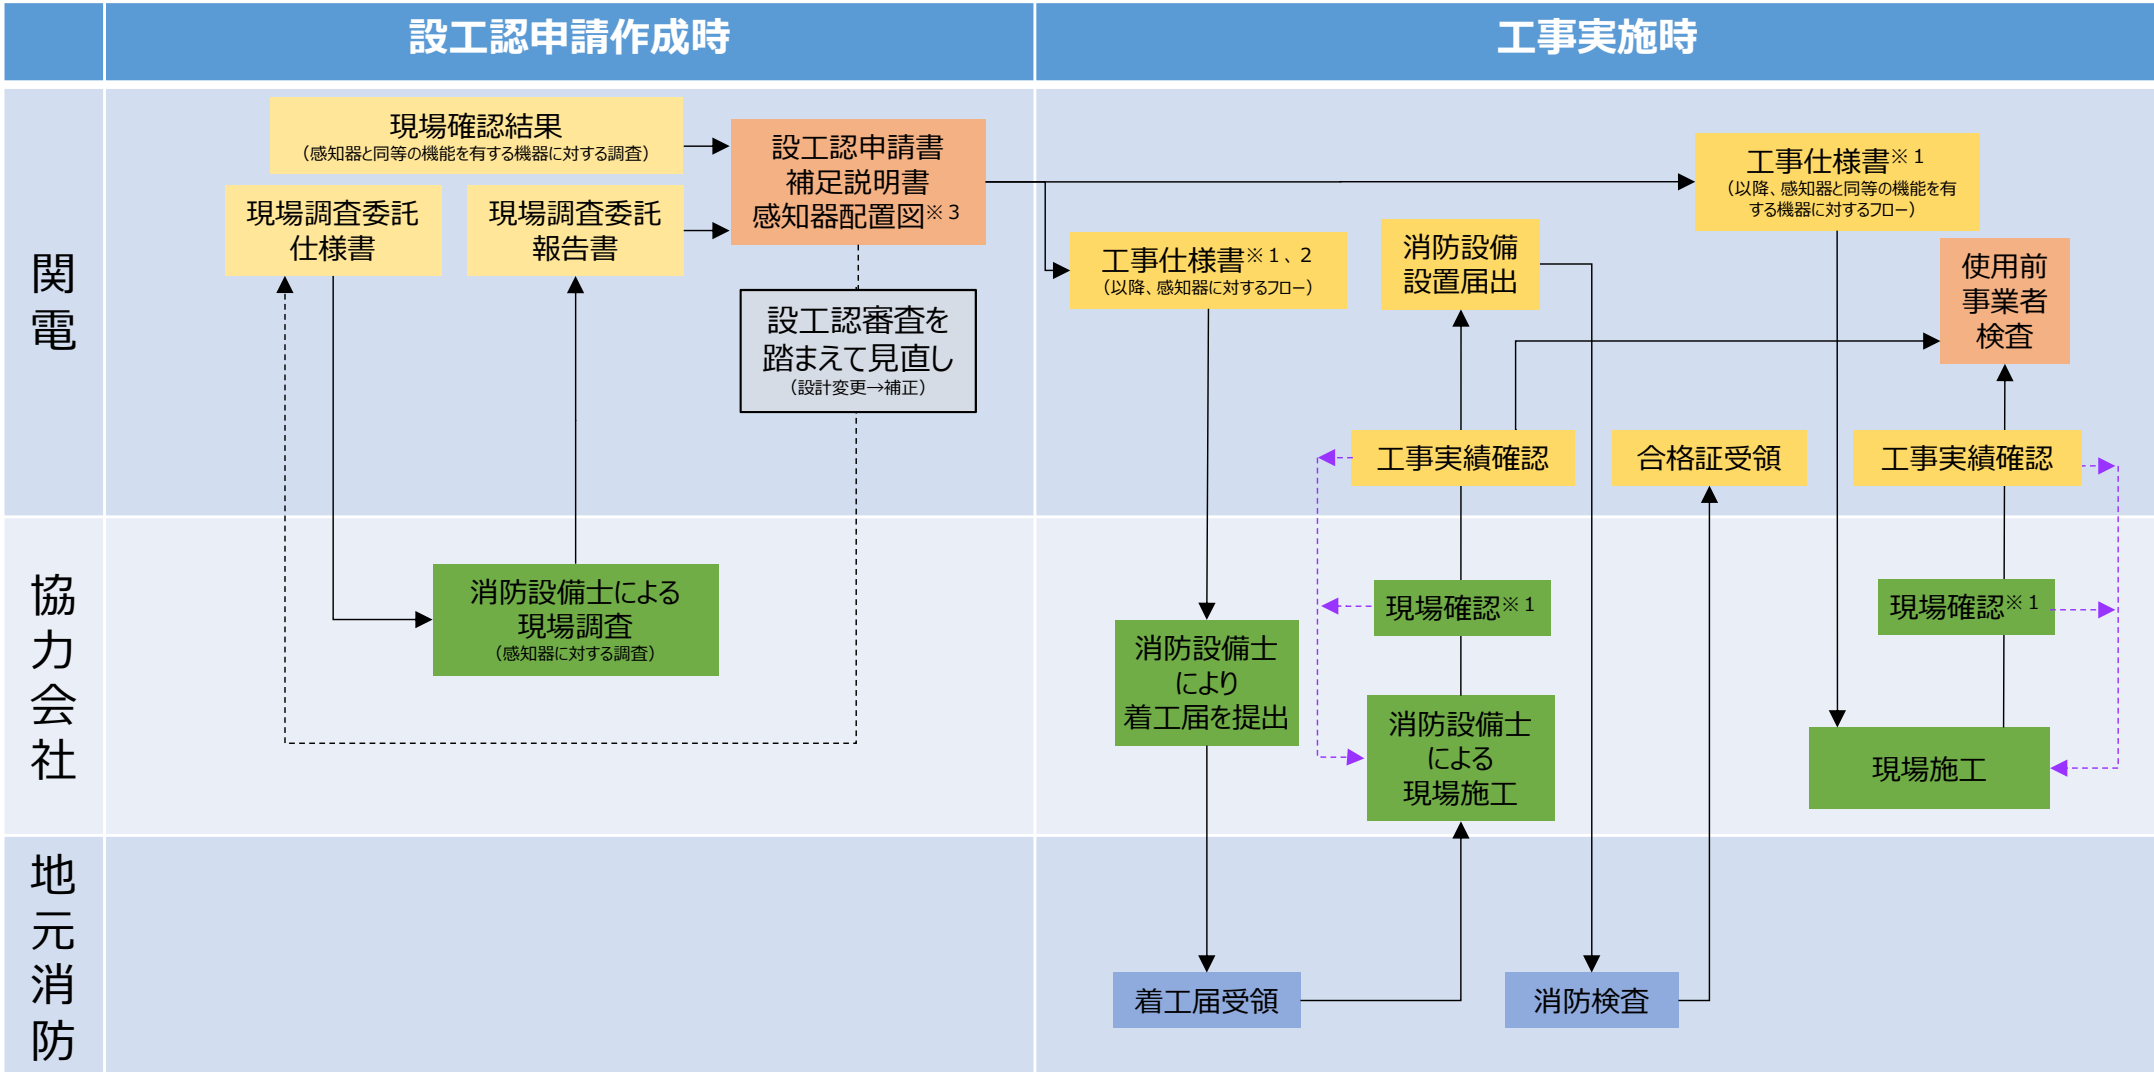 設工認申請作成時
工事実施時
関電
現場確認結果
（感知器と同等の機能を有する機器に対する調査）
現場調査委託
仕様書
現場調査委託
報告書
設工認申請書
補足説明書
感知器配置図※３
設工認審査を
踏まえて見直し
（設計変更→補正）
工事仕様書※１、２
（以降、感知器に対するフロー）
消防設備
設置届出
工事仕様書※１
（以降、感知器と同等の機能を有
する機器に対するフロー）
使用前
事業者
検査
工事実績確認
合格証受領
工事実績確認
協力会社
消防設備士による
現場調査
（感知器に対する調査）
消防設備士
により
着工届を提出
現場確認※１
消防設備士
による
現場施工
現場確認※１
現場施工
地元消防
着工届受領
消防検査